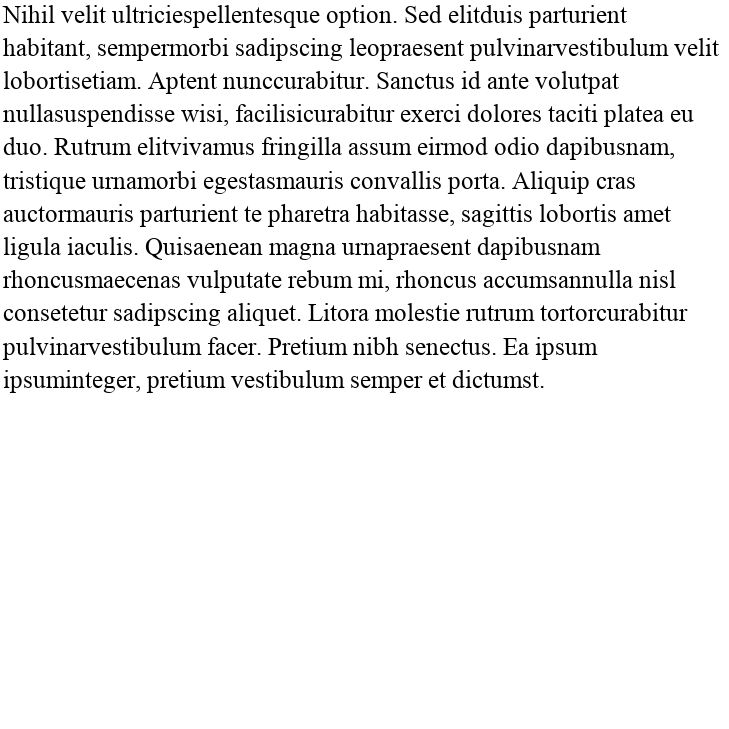 Nihil velit ultriciespellentesque option. Sed elitduis parturient
habitant, sempermorbi sadipscing leopraesent pulvinarvestibulum velit
lobortisetiam. Aptent nunccurabitur. Sanctus id ante volutpat
nullasuspendisse wisi, facilisicurabitur exerci dolores taciti platea eu
duo. Rutrum elitvivamus fringilla assum eirmod odio dapibusnam,
tristique urnamorbi egestasmauris convallis porta. Aliquip cras
auctormauris parturient te pharetra habitasse, sagittis lobortis amet
ligula iaculis. Quisaenean magna urnapraesent dapibusnam
rhoncusmaecenas vulputate rebum mi, rhoncus accumsannulla nisl
consetetur sadipscing aliquet. Litora molestie rutrum tortorcurabitur
pulvinarvestibulum facer. Pretium nibh senectus. Ea ipsum
ipsuminteger, pretium vestibulum semper et dictumst.